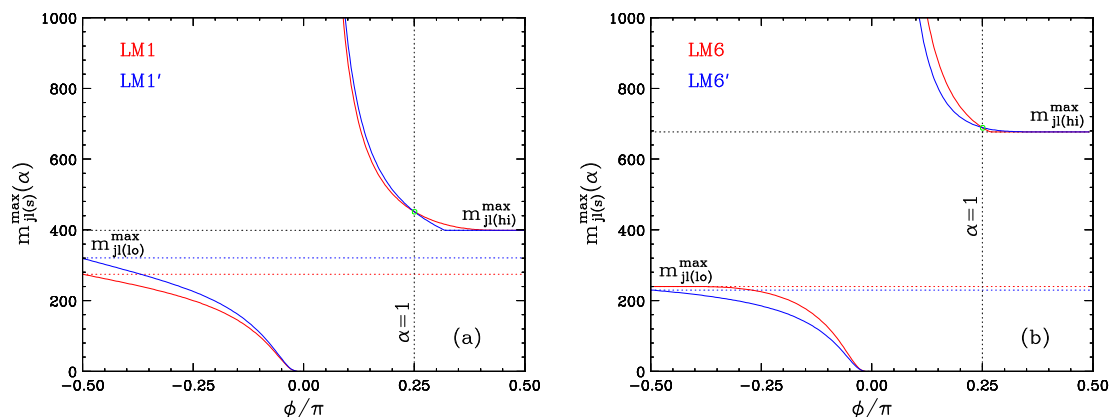 1000
800
600
400
200
0
m^max_jl(s)(α)
LM1
LM1′
m^max_jl(hi)
m^max_jl(lo)
α=1
(a)
−0.50
−0.25
0.00
0.25
0.50
ϕ/π
1000
800
600
400
200
0
m^max_jl(s)(α)
LM6
LM6′
m^max_jl(hi)
α=1
m^max_jl(lo)
(b)
−0.50
−0.25
0.00
0.25
0.50
ϕ/π